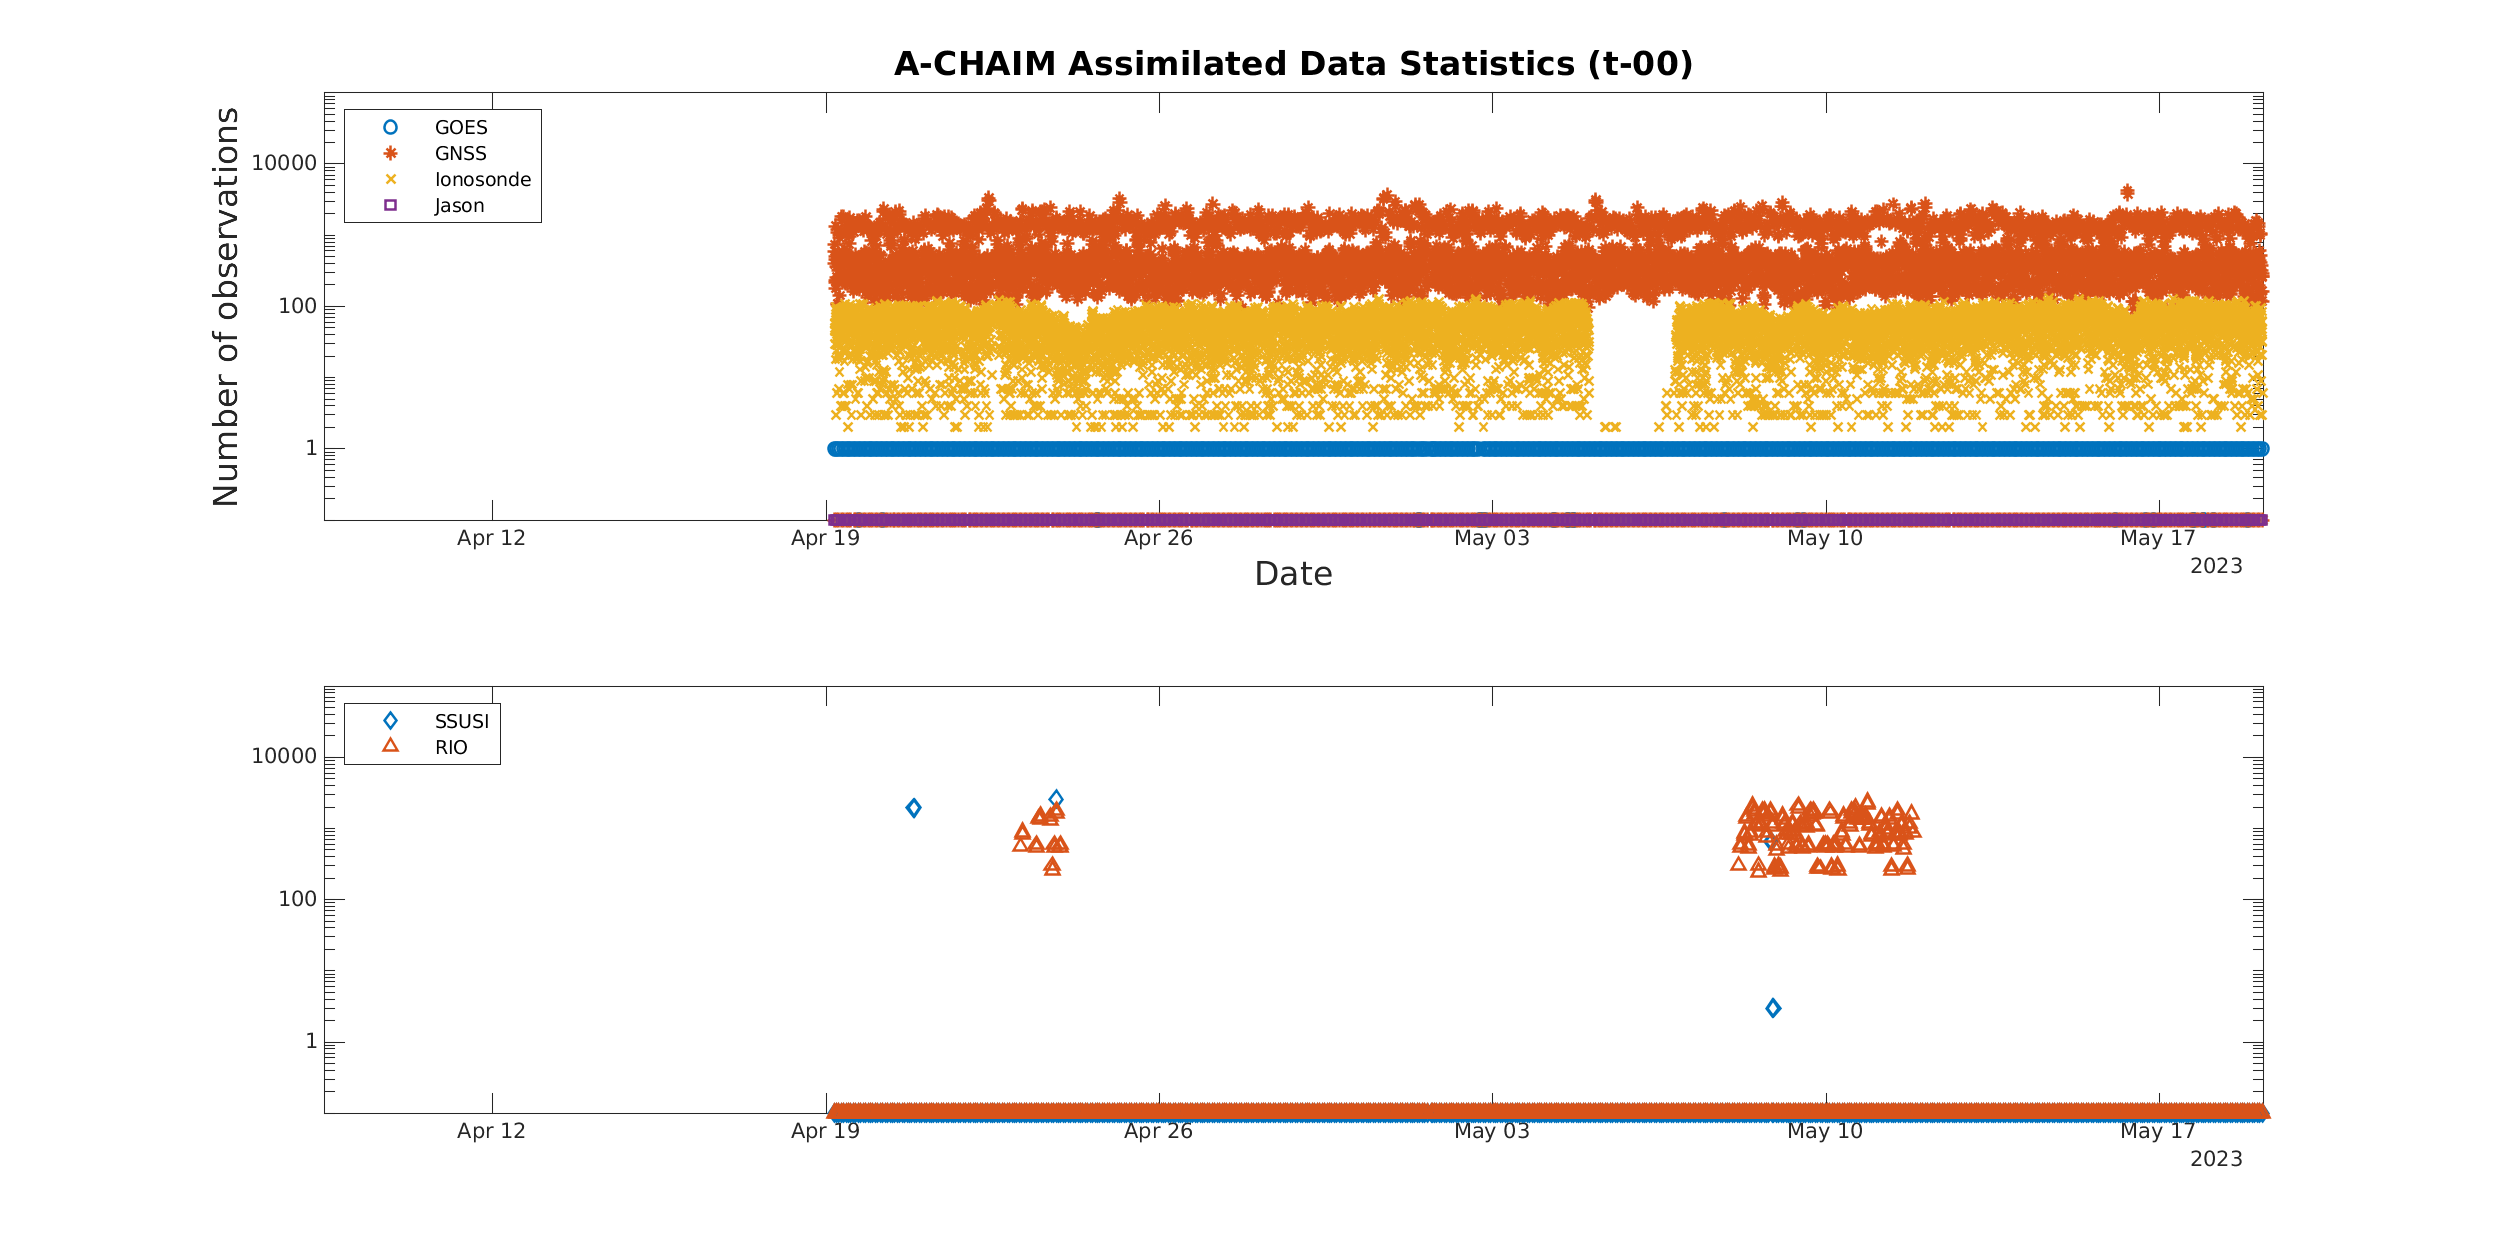 A-CHAIM Assimilated Data Statistics (t-00)
Number of observations
10000
100
1
GOES
GNSS
Ionosonde
Jason
Apr 12
Apr 19
Apr 26
May 03
May 10
May 17
2023
Date
10000
100
1
SSUSI
RIO
Apr 12
Apr 19
Apr 26
May 03
May 10
May 17
2023